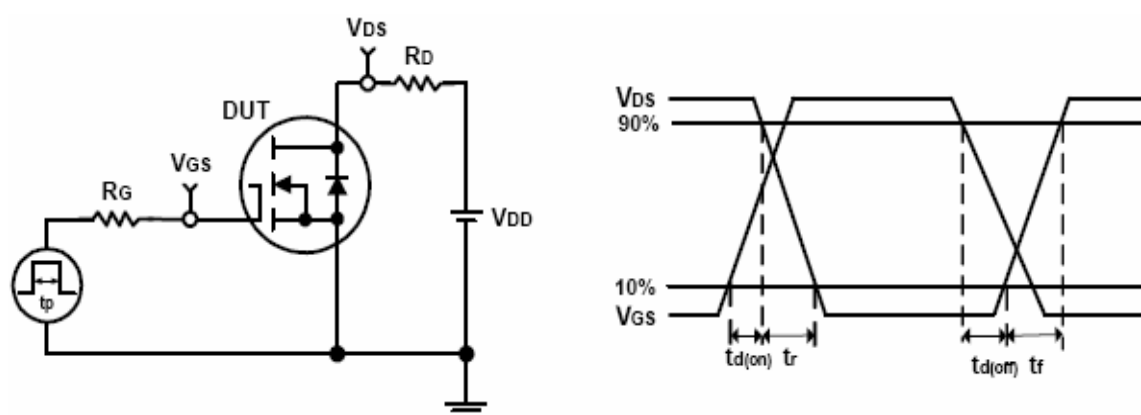 VDS
RD
DUT
VGS
RG
VDD
tp
VDS
90%
10%
VGS
td(on) tr
td(off) tf